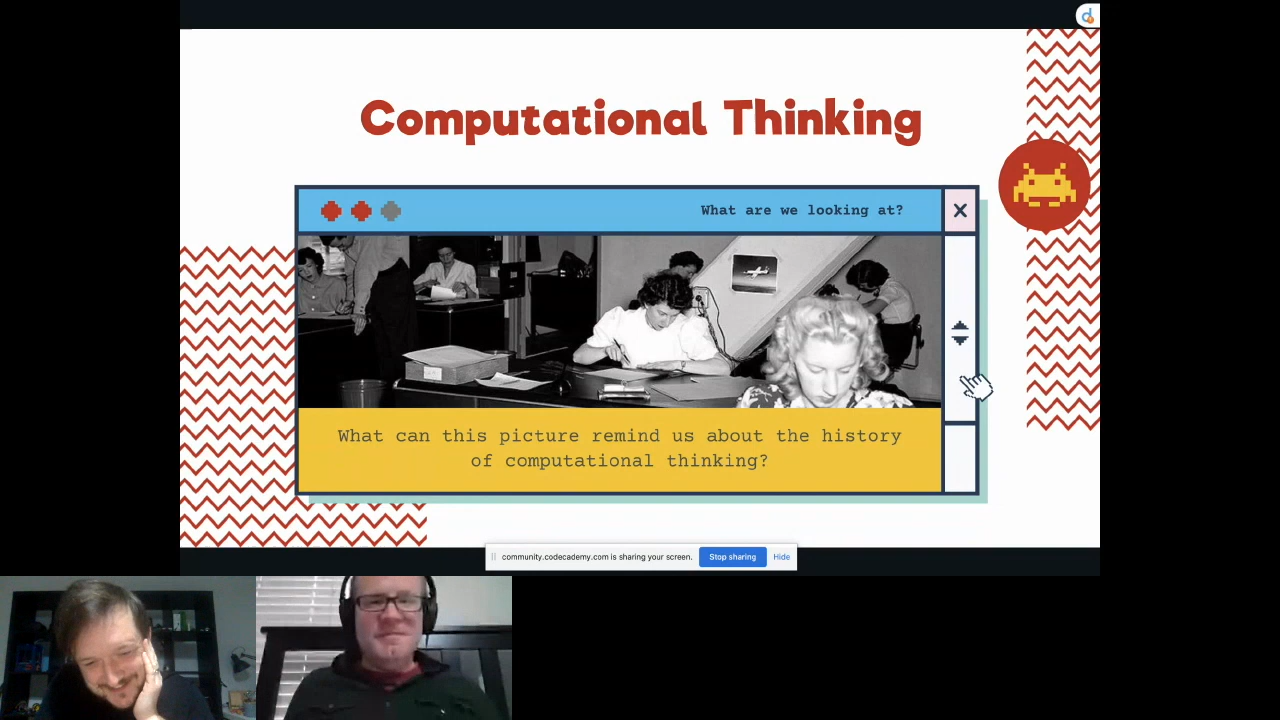 Computational Thinking
What are we looking at?
X
What can this picture remind us about the history
of computational thinking?
community.codecademy.com is sharing your screen.
Stop sharing
Hide